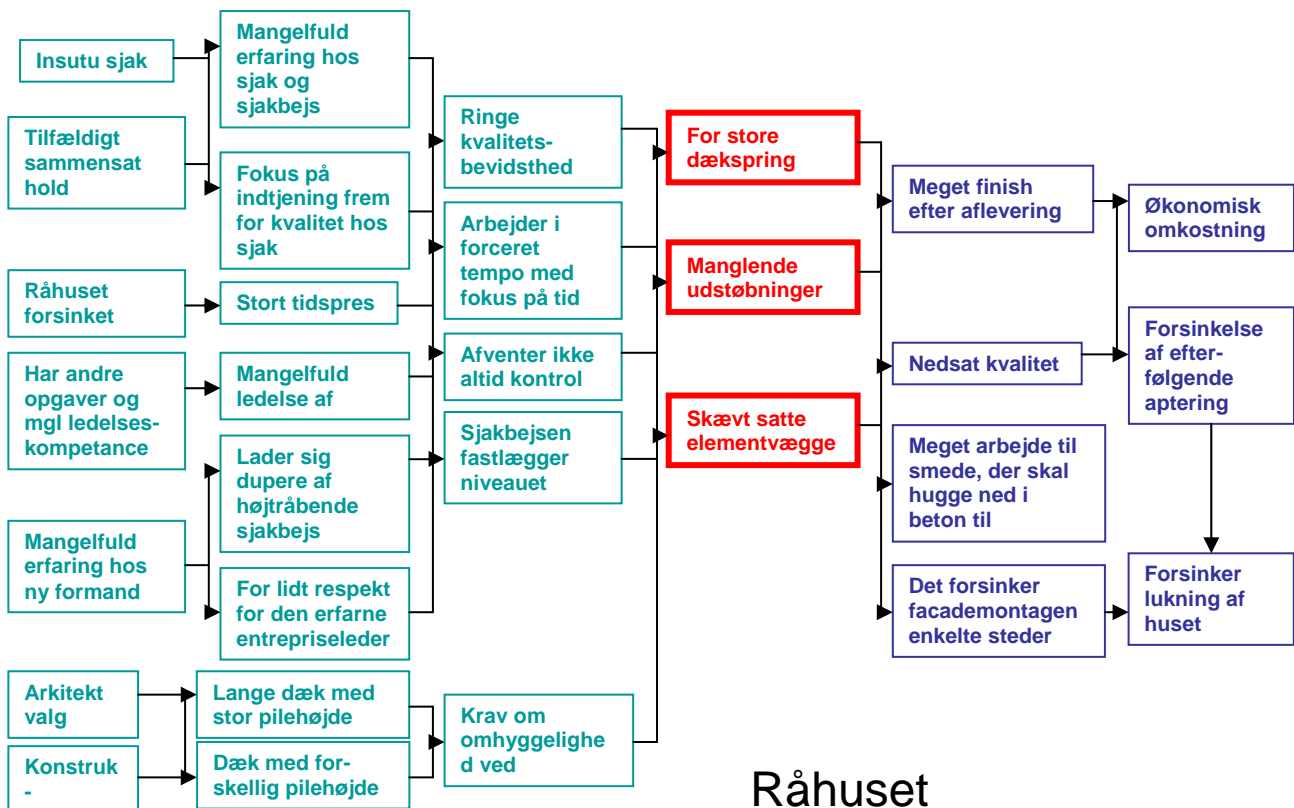 Insutu sjak
Tilfældigt
sammensat
hold
Råhuset
forsinket
Har andre
opgaver og
mgl ledelses-
kompetance
Mangelfuld
erfaring hos
ny formand
Arkitekt
valg
Konstruk
-
Mangelfuld
erfaring hos
sjak og
sjakbejs
Fokus på
indtjening frem
for kvalitet hos
sjak
Stort tidspres
Mangelfuld
ledelse af
Lader sig
dupere af
højtråbende
sjakbejs
For lidt respekt
for den erfarne
entrepriseleder
Lange dæk med
stor pilehøjde
Dæk med for-
skellig pilehøjde
Ringe
kvalitets-
bevidsthed
Arbejder i
forceret
tempo med
fokus på tid
Afventer ikke
altid kontrol
Sjakbejsen
fastlægger
niveauet
Krav om
omhyggelighe
d ved
For store
dækspring
Manglende
udstøbninger
Skævt satte
elementvægge
Meget finish
efter aflevering
Nedsat kvalitet
Meget arbejde til
smede, der skal
hugge ned i
beton til
Det forsinker
facademontagen
enkelte steder
Økonomisk
omkostning
Forsinkelse
af efter-
følgende
aptering
Forsinker
lukning af
huset
Råhuset